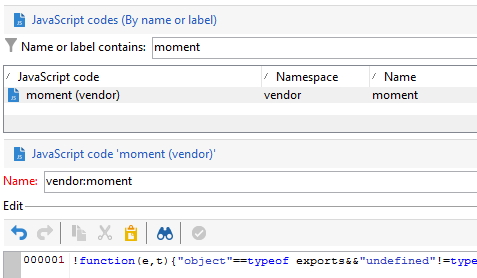 JavaScript codes (By name or label)
Name or label contains: moment
JavaScript code Namespace Name
moment (vendor) vendor moment
JavaScript code 'moment (vendor)'
Name: vendor:moment
Edit
000001 !function(e,t){"object"==typeof exports&&"undefined"!=type